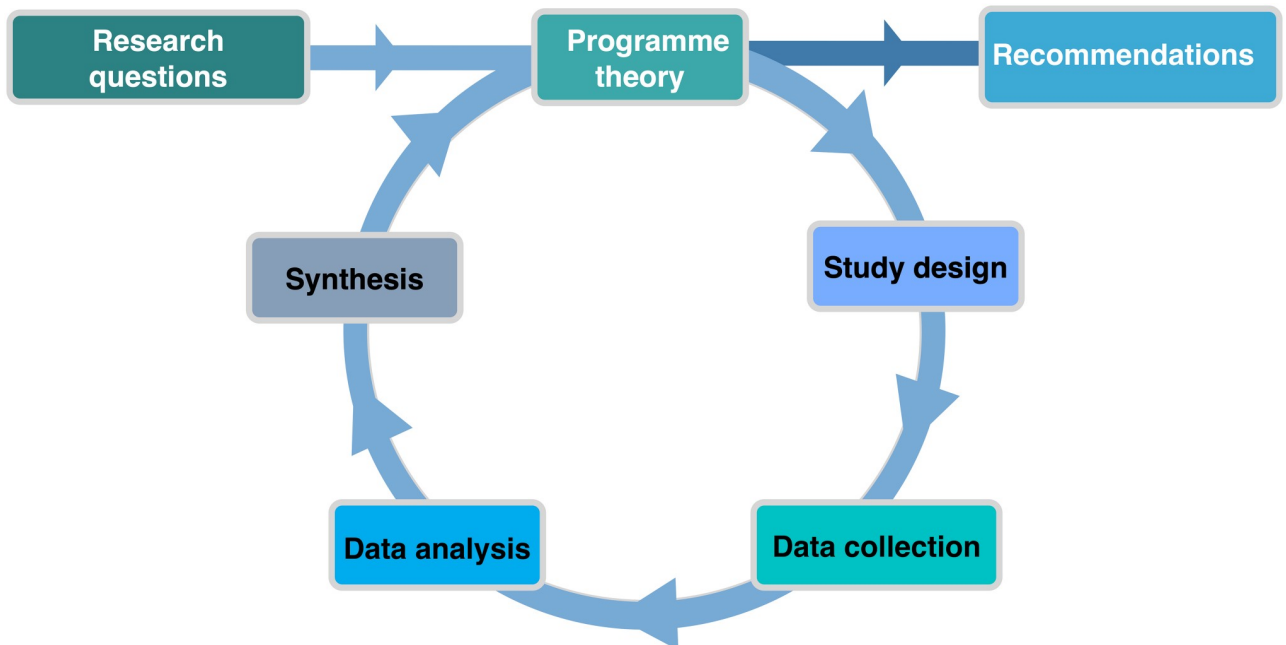 Research
questions
Programme
theory
Recommendations
Synthesis
Study design
Data analysis
Data collection